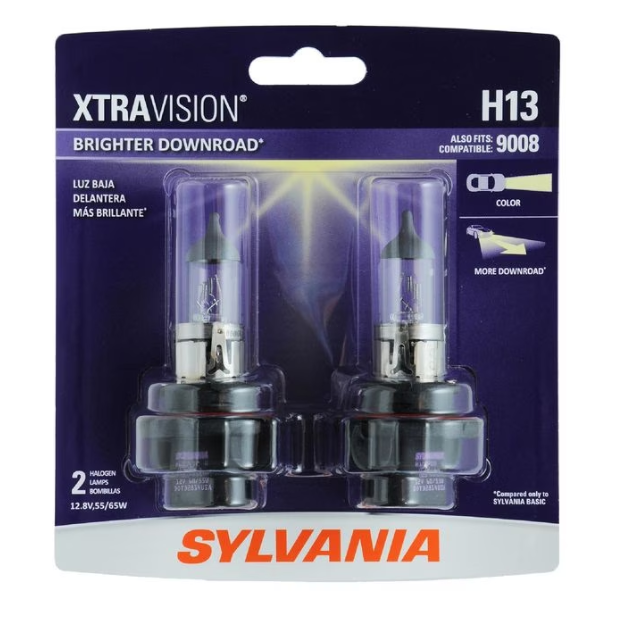 XTRAVISION®
H13
BRIGHTER DOWNROAD*
ALSO FITS:
COMPATIBLE: 9008
LUZ BAJA
DELANTERA
MÁS BRILLANTE*
COLOR
MORE DOWNROAD*
2 HALOGEN
LAMPS
BOMBILLAS
12.8V,55/65W
*Compared only to
SYLVANIA BASIC
SYLVANIA